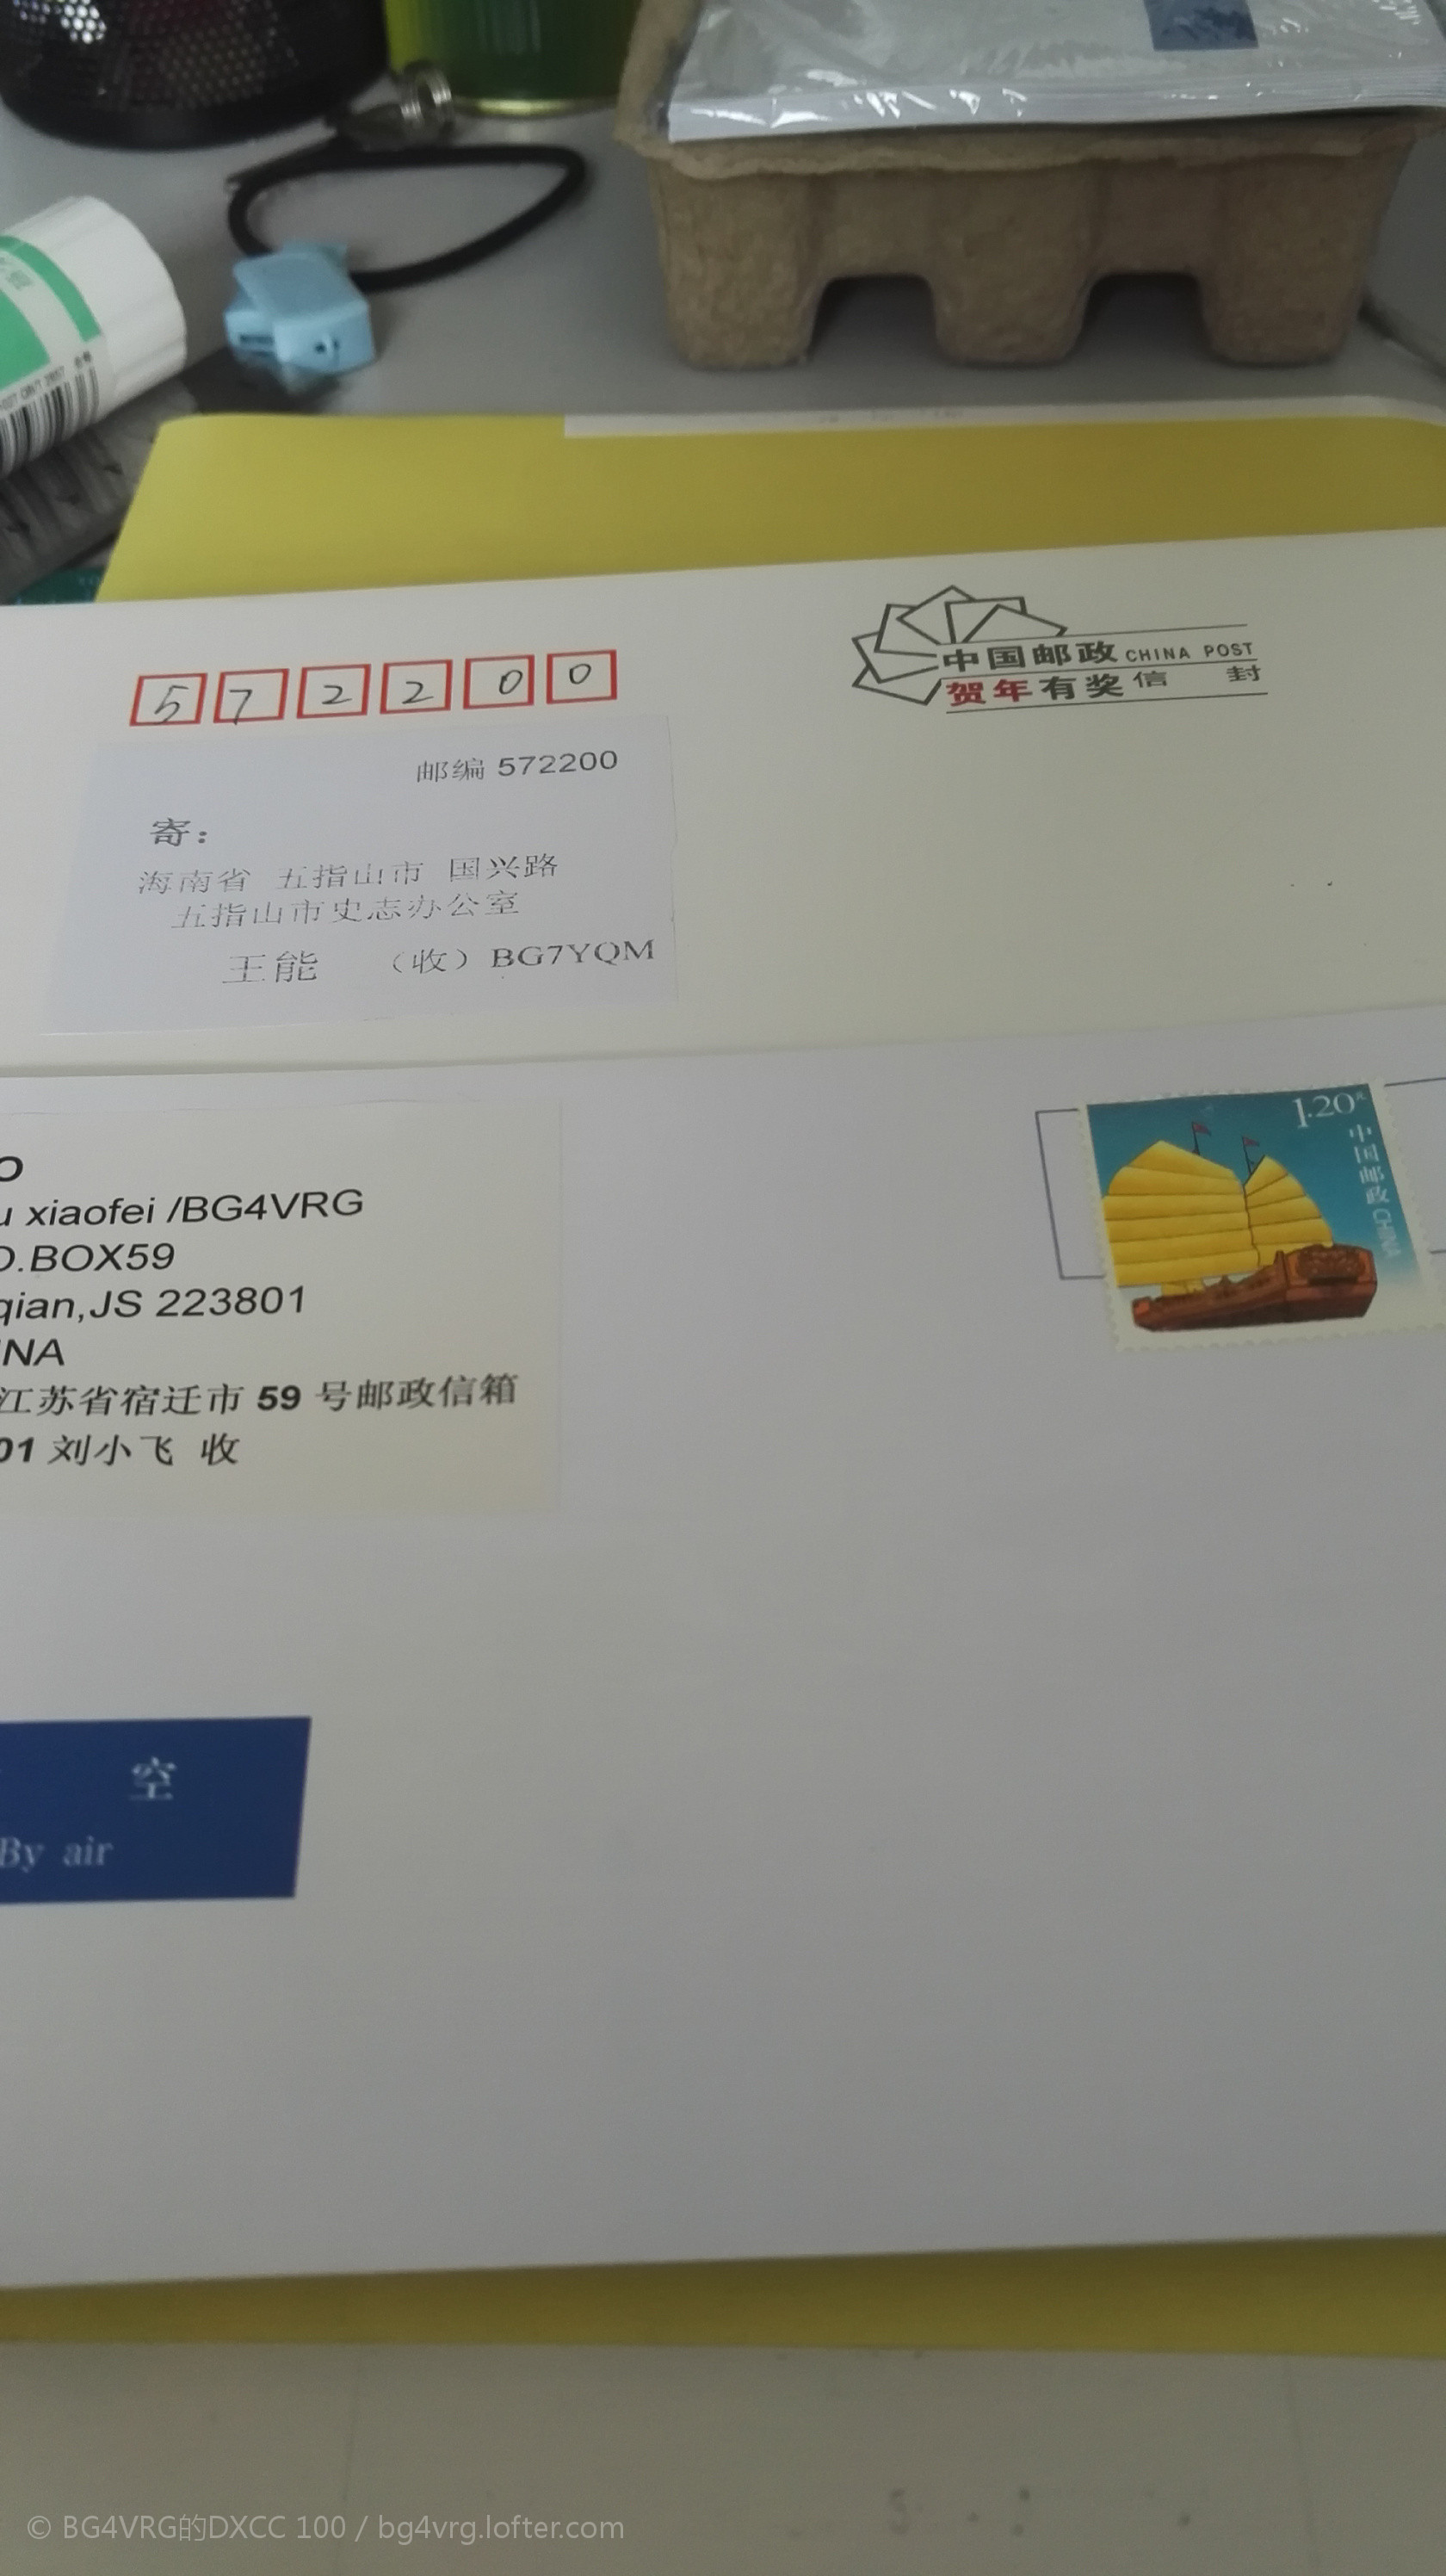 5 7 2 2 0 0
中国邮政 CHINA POST
贺年有奖信 封
邮编 572200
寄:
海南省 五指山市 国兴路
五指山市史志办公室
王能 （收）BG7YQM
1.20元
中国邮政 CHINA
O
u xiaofei /BG4VRG
O.BOX59
qian,JS 223801
INA
江苏省宿迁市 59 号邮政信箱
01 刘小飞 收
空
By air
© BG4VRG的DXCC 100 / bg4vrg.lofter.com